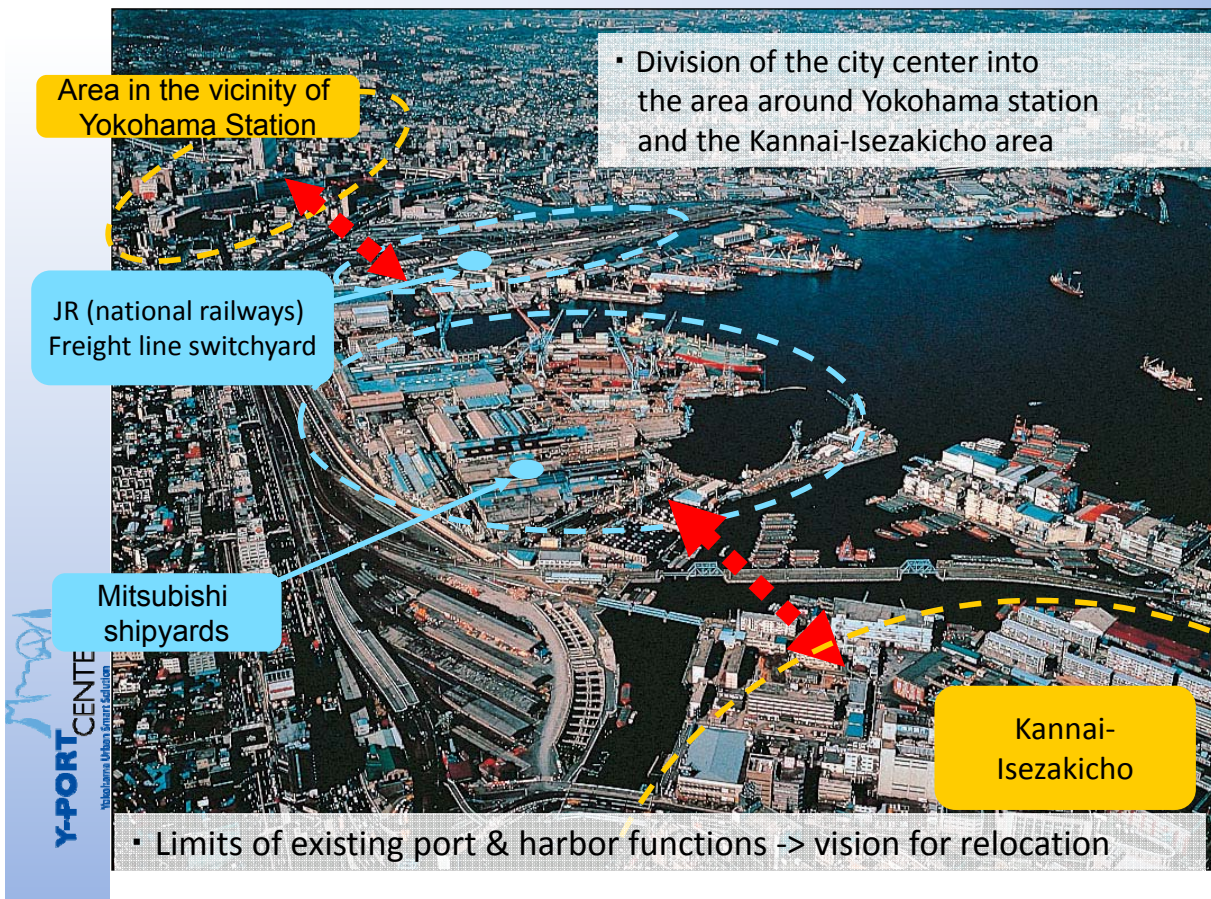 ・ Division of the city center into
the area around Yokohama station
and the Kannai-Isezakicho area
Area in the vicinity of
Yokohama Station
JR (national railways)
Freight line switchyard
Mitsubishi
shipyards
Kannai-
Isezakicho
・ Limits of existing port & harbor functions -> vision for relocation
Y-PORT
CENTE
Yokohama Urban Smart Solution